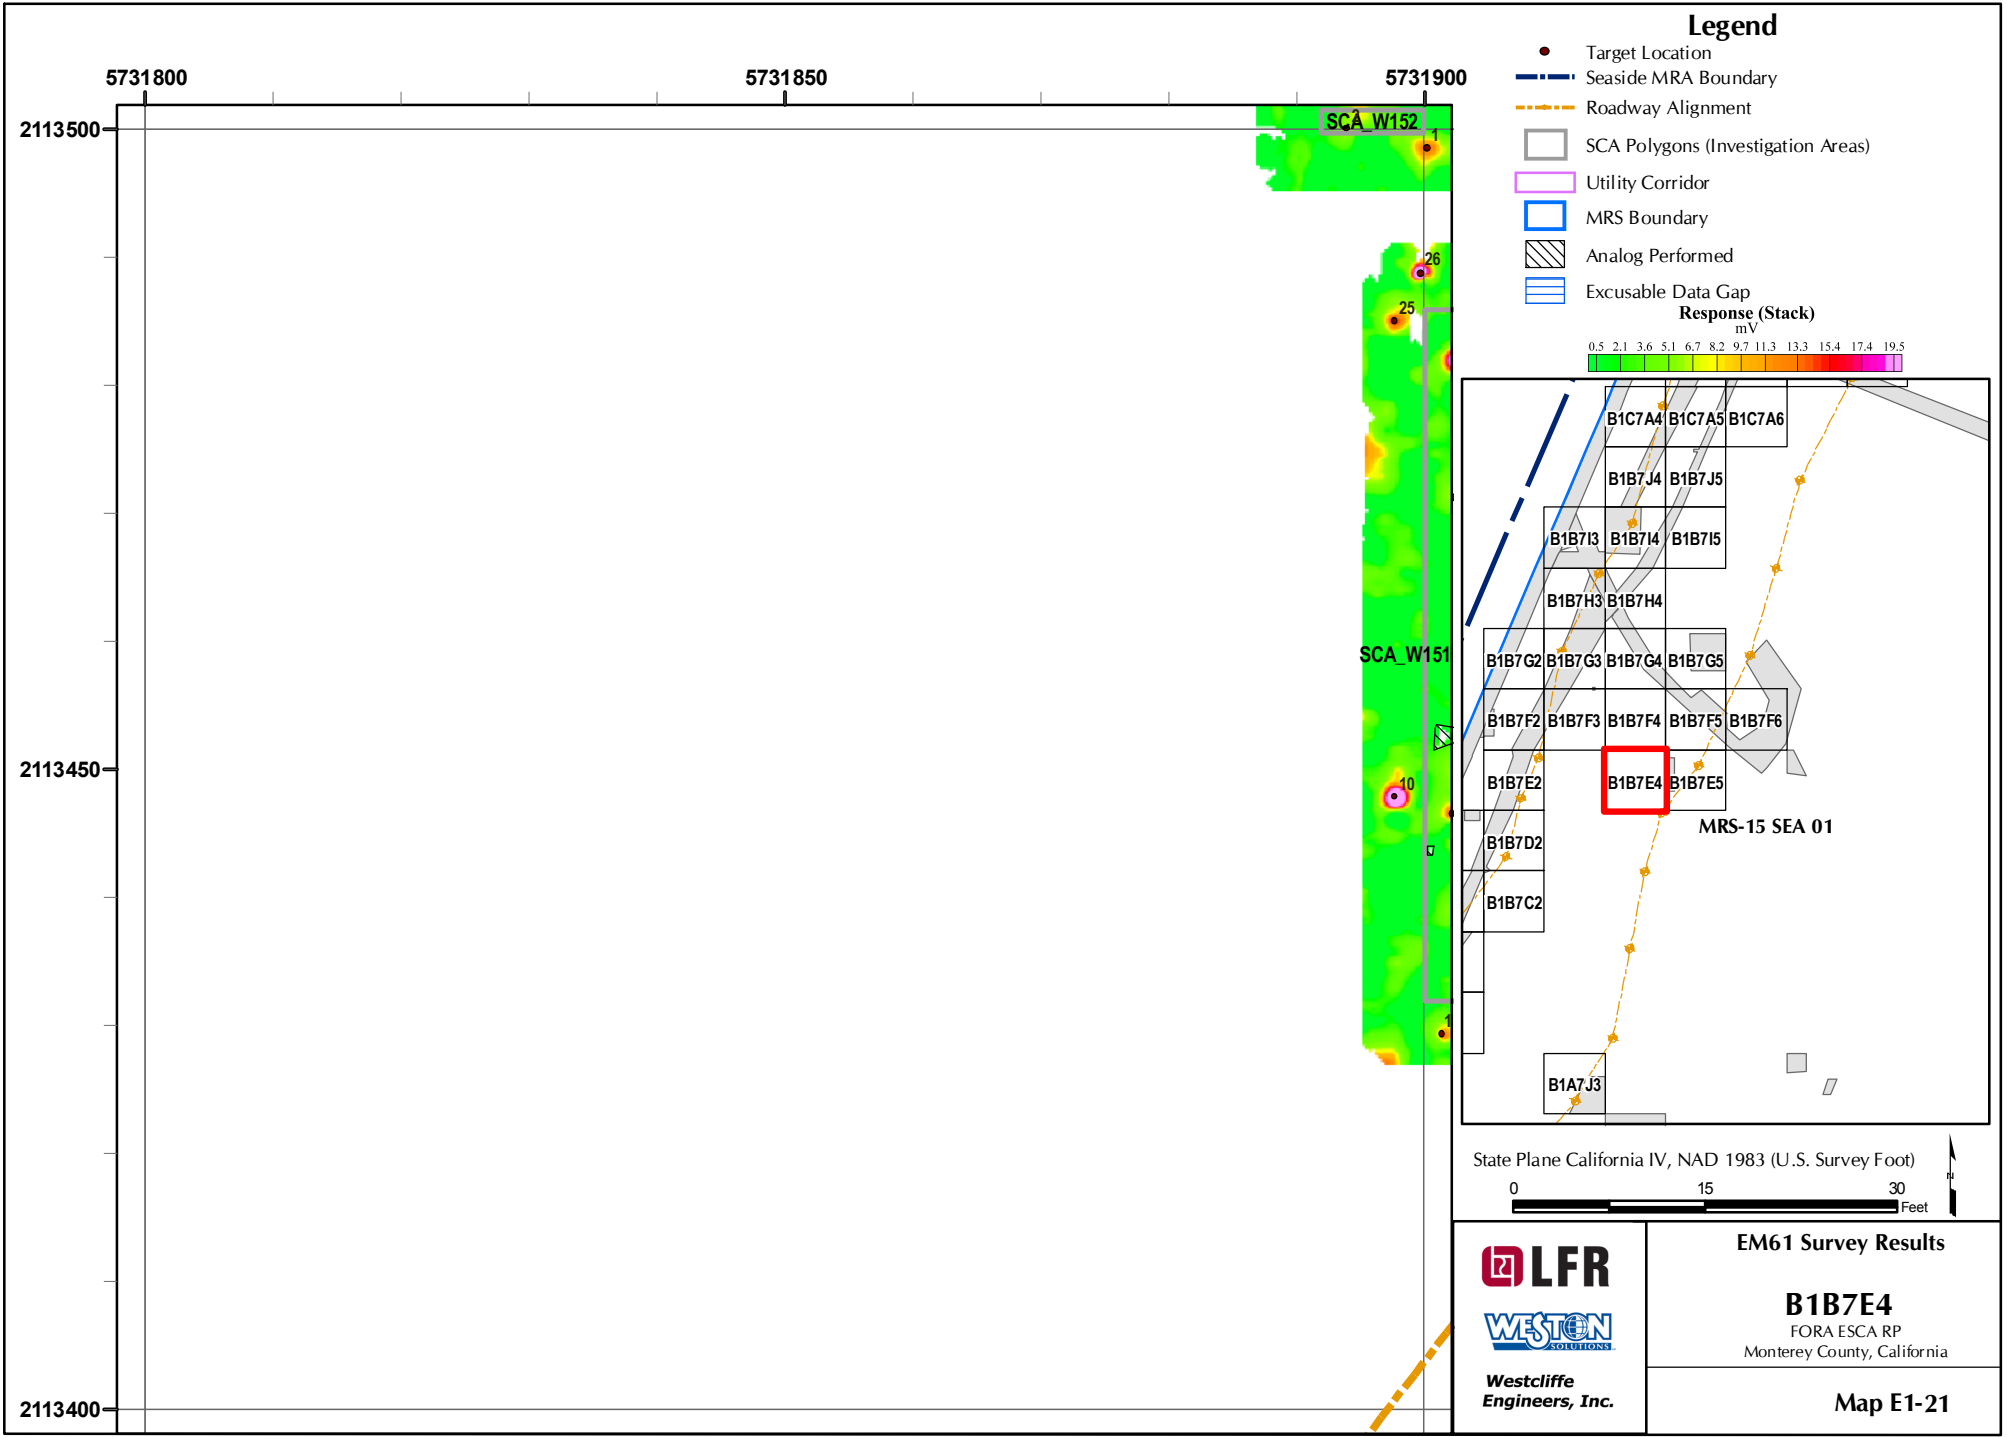 5731800
5731850
5731900
2113500
2113450
2113400
SCA_W152
2
1
26
25
SCA_W151
10
1
Legend
Target Location
Seaside MRA Boundary
Roadway Alignment
SCA Polygons (Investigation Areas)
Utility Corridor
MRS Boundary
Analog Performed
Excusable Data Gap
Response (Stack)
mV
0.5 2.1 3.6 5.1 6.7 8.2 9.7 11.3 13.3 15.4 17.4 19.5
B1C7A4 B1C7A5 B1C7A6
B1B7J4 B1B7J5
B1B7I3 B1B7I4 B1B7I5
B1B7H3 B1B7H4
B1B7G2 B1B7G3 B1B7G4 B1B7G5
B1B7F2 B1B7F3 B1B7F4 B1B7F5 B1B7F6
B1B7E2 B1B7E4 B1B7E5
MRS-15 SEA 01
B1B7D2
B1B7C2
B1A7J3
State Plane California IV, NAD 1983 (U.S. Survey Foot)
N
0 15 30
Feet
LFR
WESTON
SOLUTIONS
Westcliffe
Engineers, Inc.
EM61 Survey Results
B1B7E4
FORA ESCA RP
Monterey County, California
Map E1-21